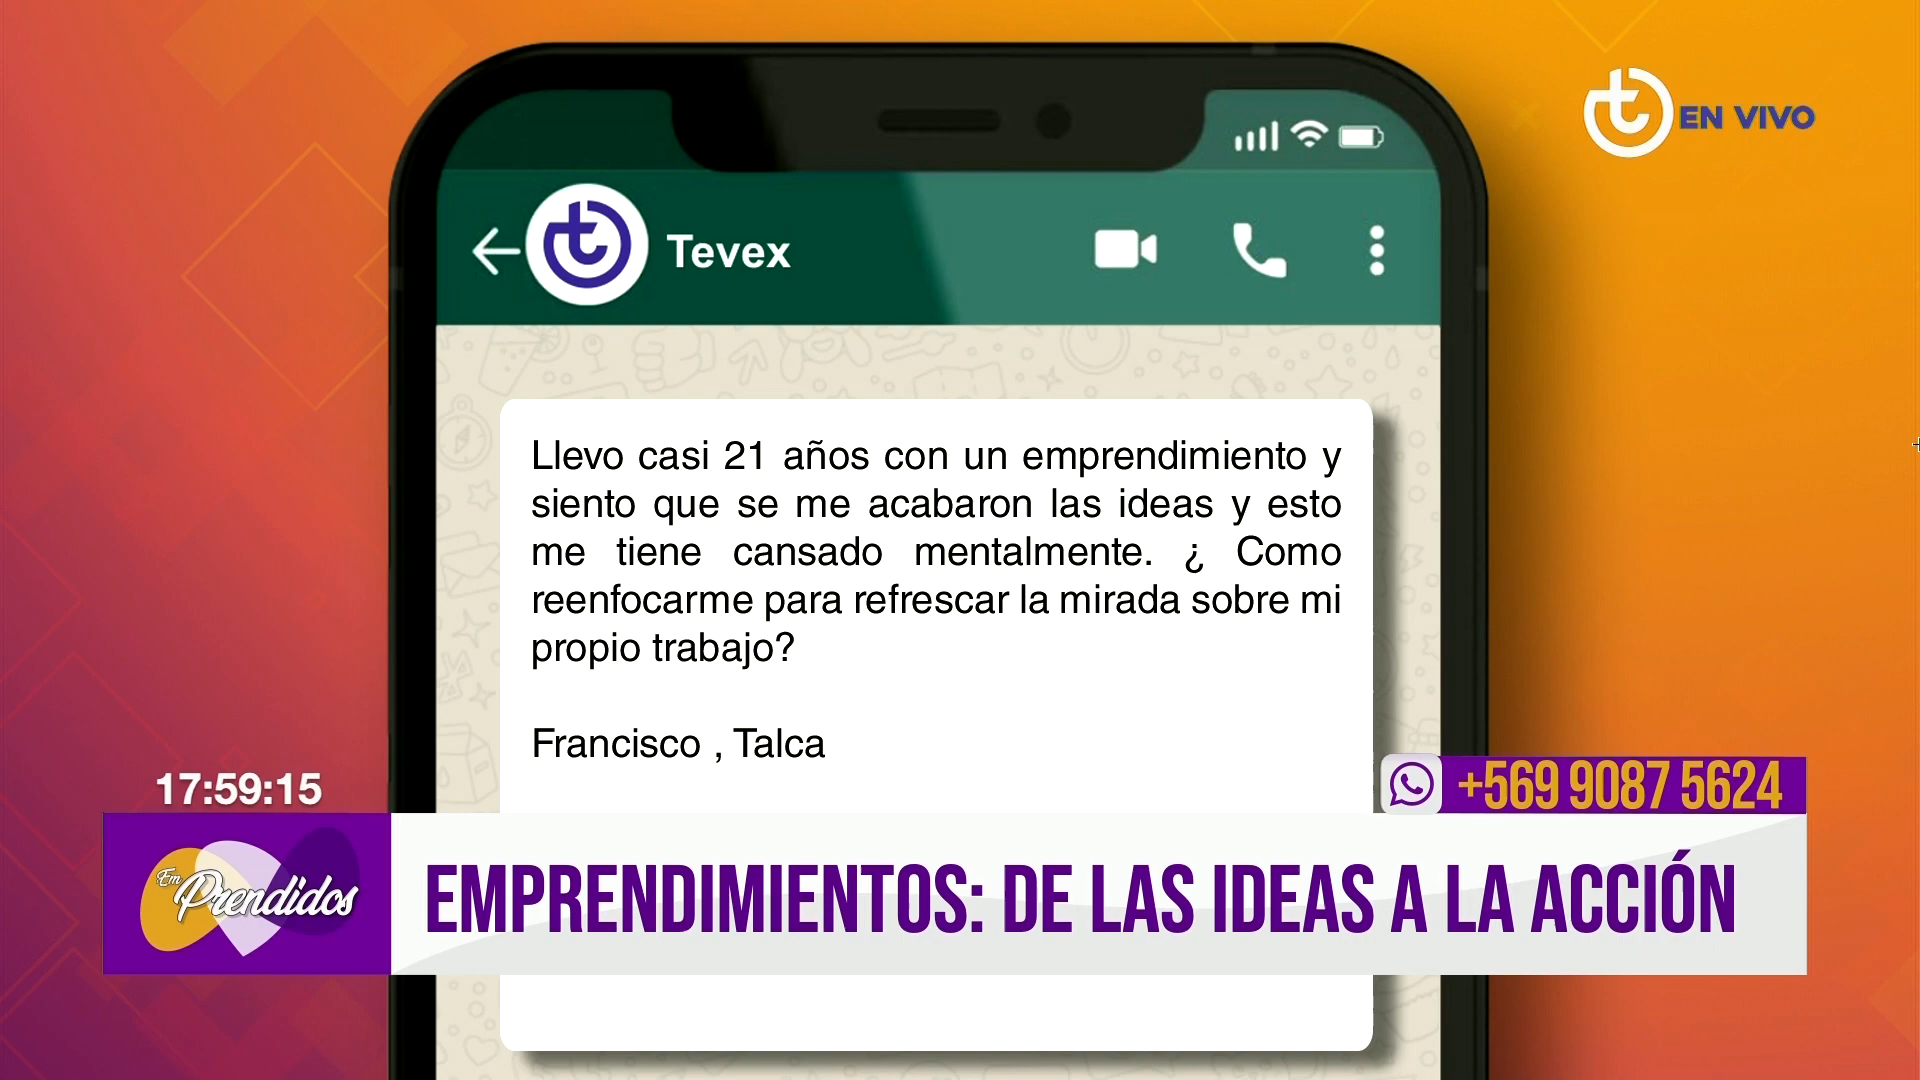 EN VIVO
Tevex
Llevo casi 21 años con un emprendimiento y
siento que se me acabaron las ideas y esto
me tiene cansado mentalmente. ¿ Como
reenfocarme para refrescar la mirada sobre mi
propio trabajo?
Francisco , Talca
17:59:15
+569 9087 5624
Em
Prendidos
EMPRENDIMIENTOS: DE LAS IDEAS A LA ACCIÓN